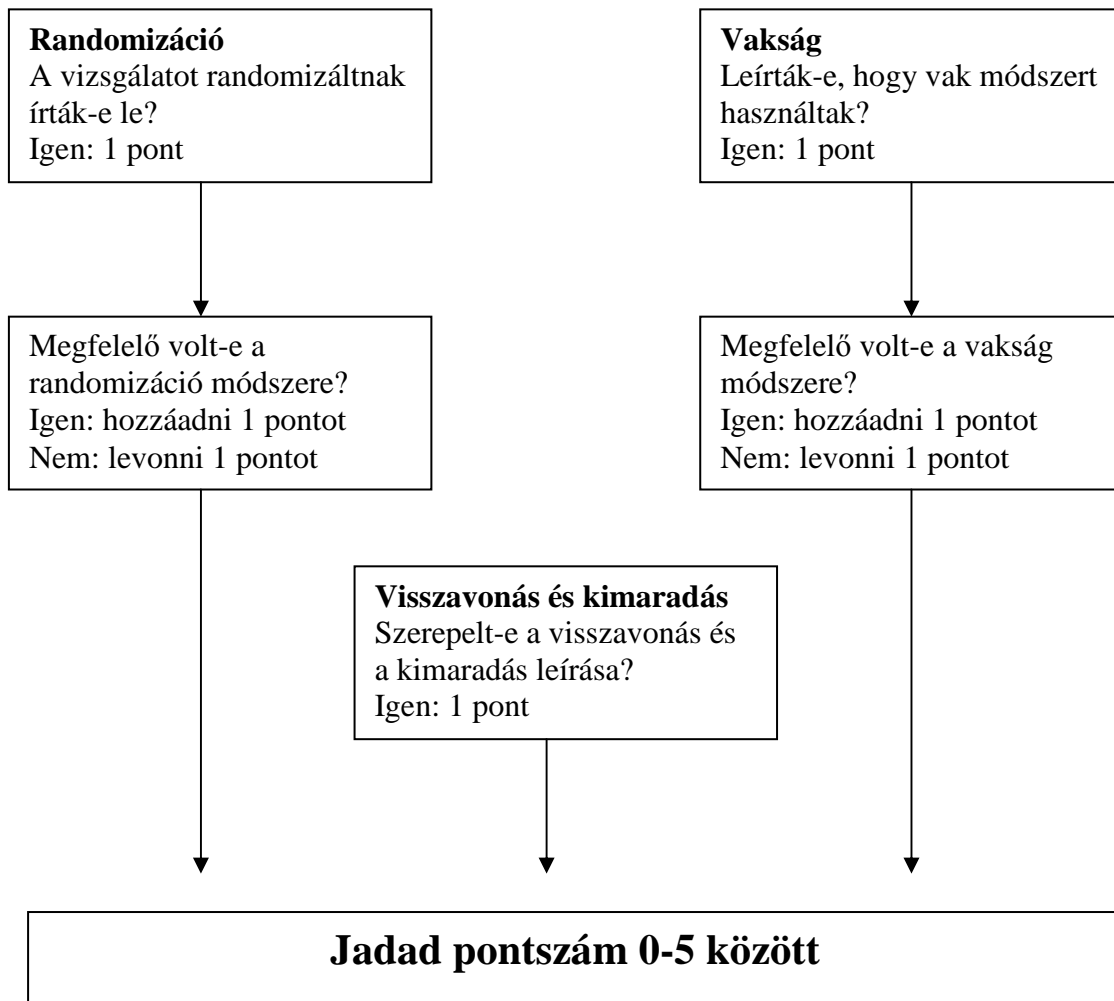 Randomizáció
A vizsgálatot randomizáltnak
írták-e le?
Igen: 1 pont
Vakság
Leírták-e, hogy vak módszert
használtak?
Igen: 1 pont
Megfelelő volt-e a
randomizáció módszere?
Igen: hozzáadni 1 pontot
Nem: levonni 1 pontot
Megfelelő volt-e a vakság
módszere?
Igen: hozzáadni 1 pontot
Nem: levonni 1 pontot
Visszavonás és kimaradás
Szerepelt-e a visszavonás és
a kimaradás leírása?
Igen: 1 pont
Jadad pontszám 0-5 között